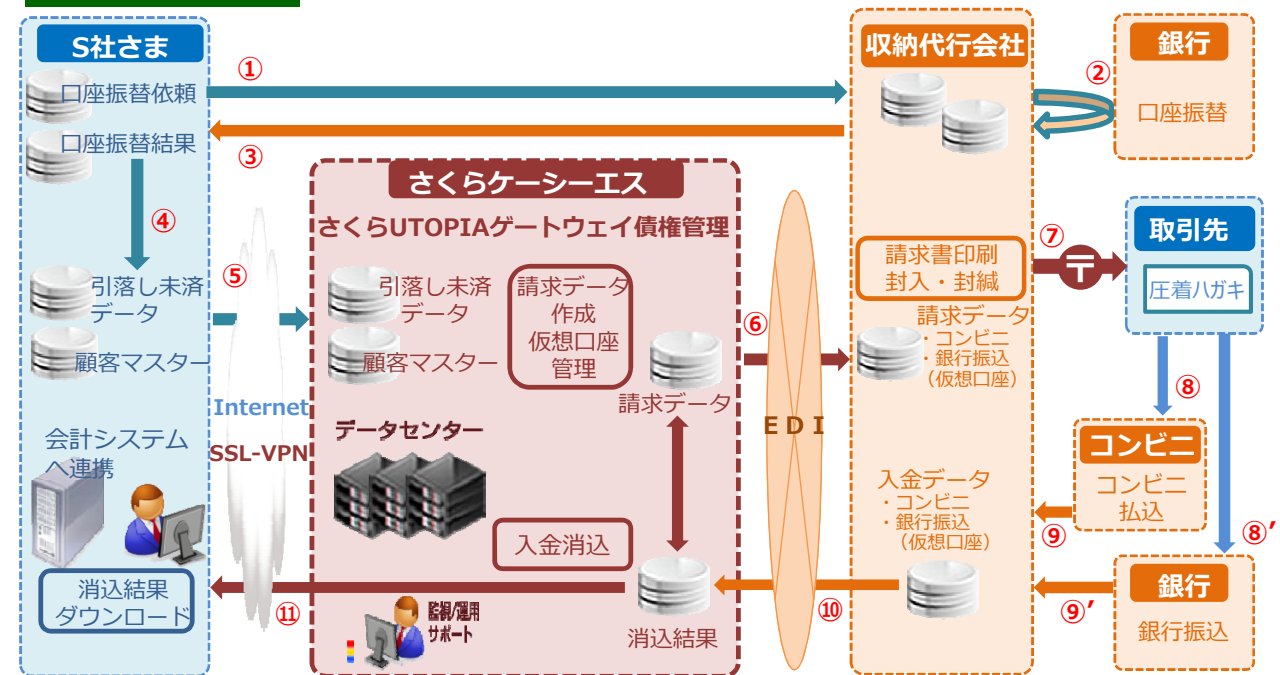 S社さま
口座振替依頼
口座振替結果
④
引落し未済
データ
顧客マスター
会計システム
へ連携
消込結果
ダウンロード
①
③
⑤
Internet
SSL-VPN
⑪
さくらケーシーエス
さくらUTOPIAゲートウェイ債権管理
引落し未済
データ
顧客マスター
請求データ
作成
仮想口座
管理
請求データ
データセンター
入金消込
消込結果
監視/運用
サポート
⑥
EDI
⑩
収納代行会社
請求書印刷
封入・封緘
請求データ
・コンビニ
・銀行振込
(仮想口座)
入金データ
・コンビニ
・銀行振込
(仮想口座)
②
銀行
口座振替
⑦
〒
取引先
圧着ハガキ
⑧
⑧’
コンビニ
コンビニ
払込
⑨
銀行
銀行振込
⑨’